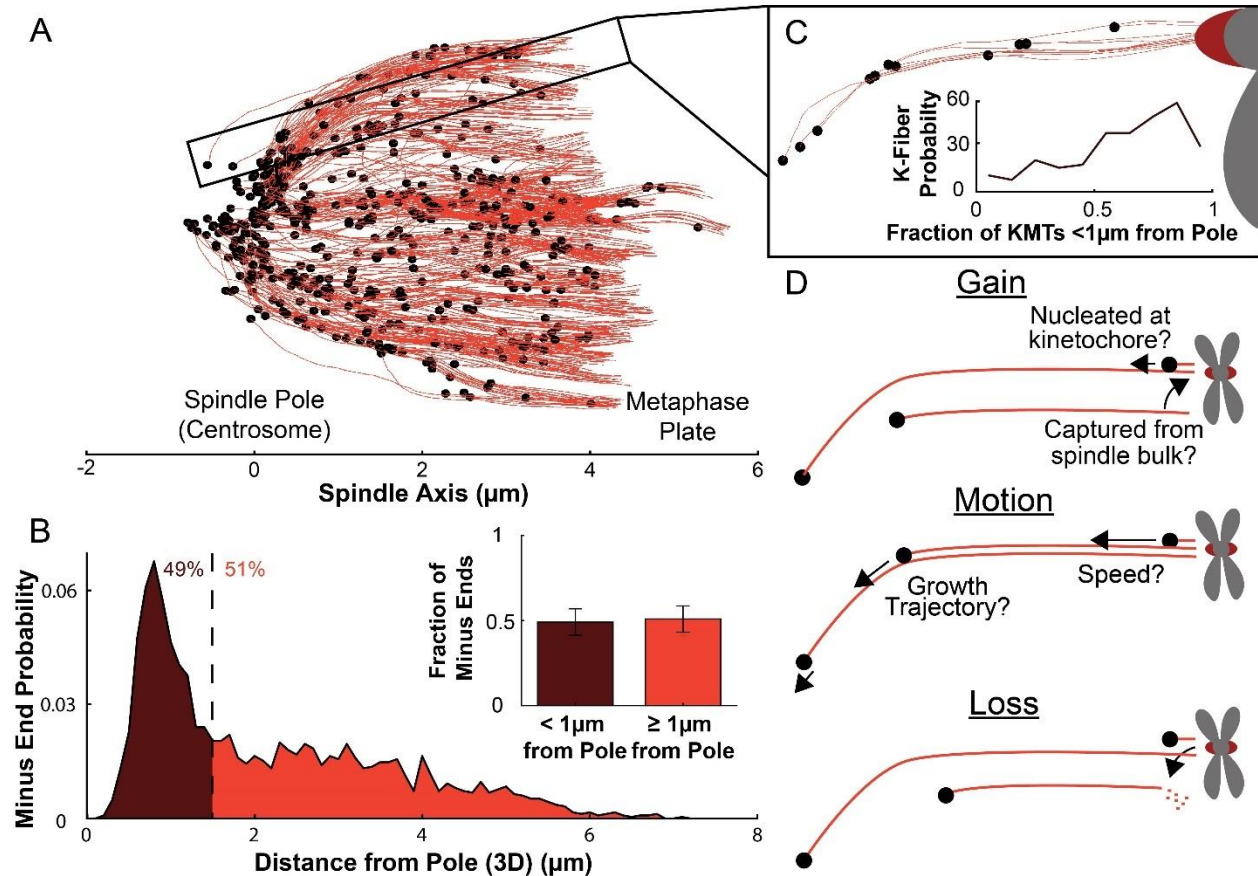 A
Spindle Pole
(Centrosome)
Metaphase
Plate
-2 0 2 4 6
Spindle Axis (µm)
B
Minus End Probability
0.06
0.03
0
49% 51%
0 2 4 6 8
Distance from Pole (3D) (µm)
Fraction of
Minus Ends
1
0.5
0
< 1µm
from Pole
≥ 1µm
from Pole
C
K-Fiber
Probability
60
30
0
0 0.5 1
Fraction of KMTs <1µm from Pole
D
Gain
Nucleated at
kinetochore?
Captured from
spindle bulk?
Motion
Growth
Trajectory?
Speed?
Loss